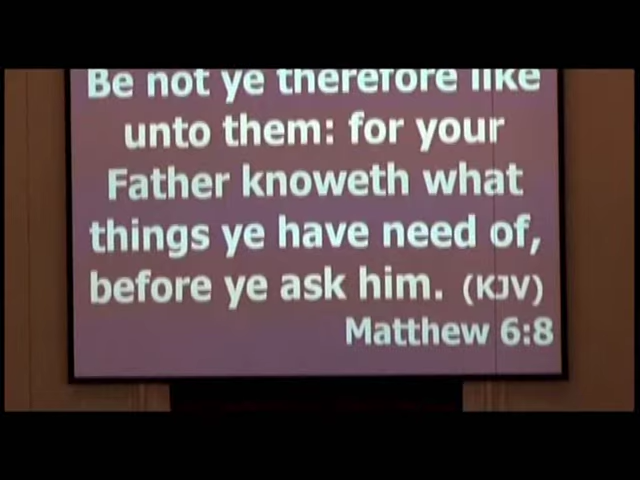 Be not ye therefore like
unto them: for your
Father knoweth what
things ye have need of,
before ye ask him. (KJV)
Matthew 6:8